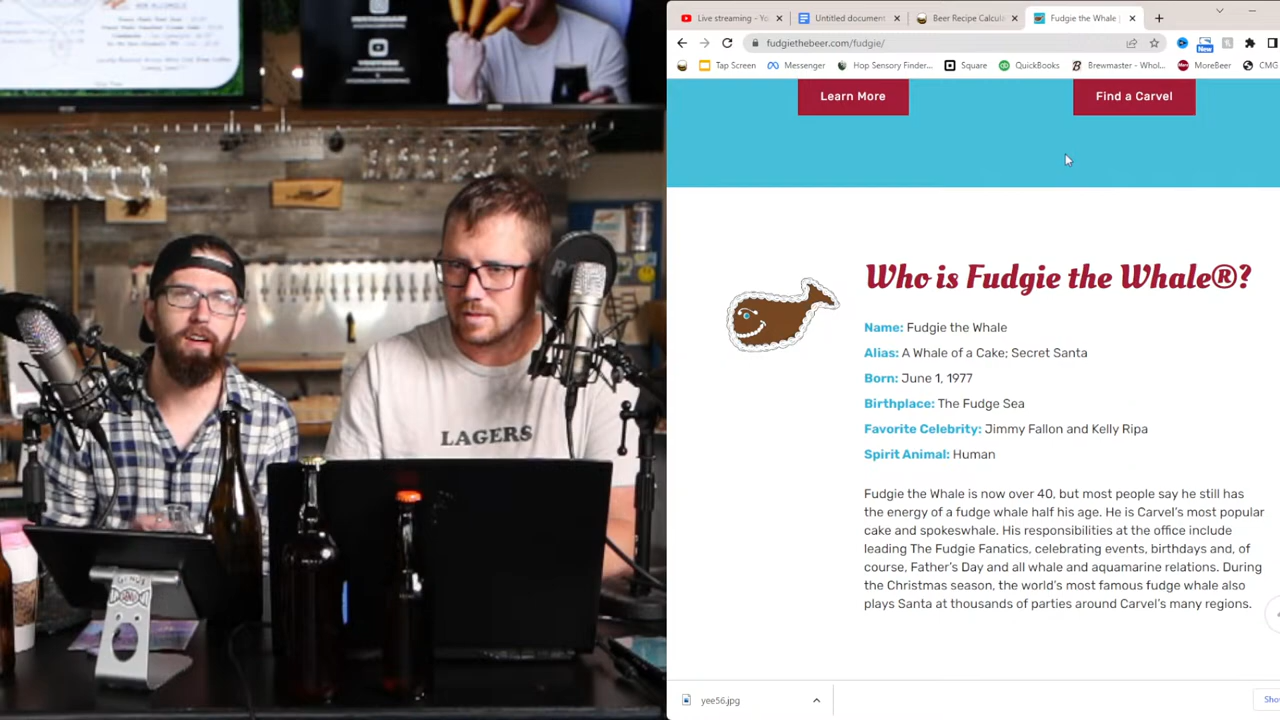 Live streaming - Yo
Untitled document
Beer Recipe Calcula
Fudgie the Whale
fudgiethebeer.com/fudgie/
New
Tap Screen
Messenger
Hop Sensory Finder...
Square
QuickBooks
Brewmaster - Whol...
MoreBeer
CMG
Learn More
Find a Carvel
Who is Fudgie the Whale®?
Name: Fudgie the Whale
Alias: A Whale of a Cake; Secret Santa
Born: June 1, 1977
Birthplace: The Fudge Sea
Favorite Celebrity: Jimmy Fallon and Kelly Ripa
Spirit Animal: Human
Fudgie the Whale is now over 40, but most people say he still has
the energy of a fudge whale half his age. He is Carvel's most popular
cake and spokeswhale. His responsibilities at the office include
leading The Fudgie Fanatics, celebrating events, birthdays and, of
course, Father's Day and all whale and aquamarine relations. During
the Christmas season, the world's most famous fudge whale also
plays Santa at thousands of parties around Carvel's many regions.
yee56.jpg
Sho
LAGERS